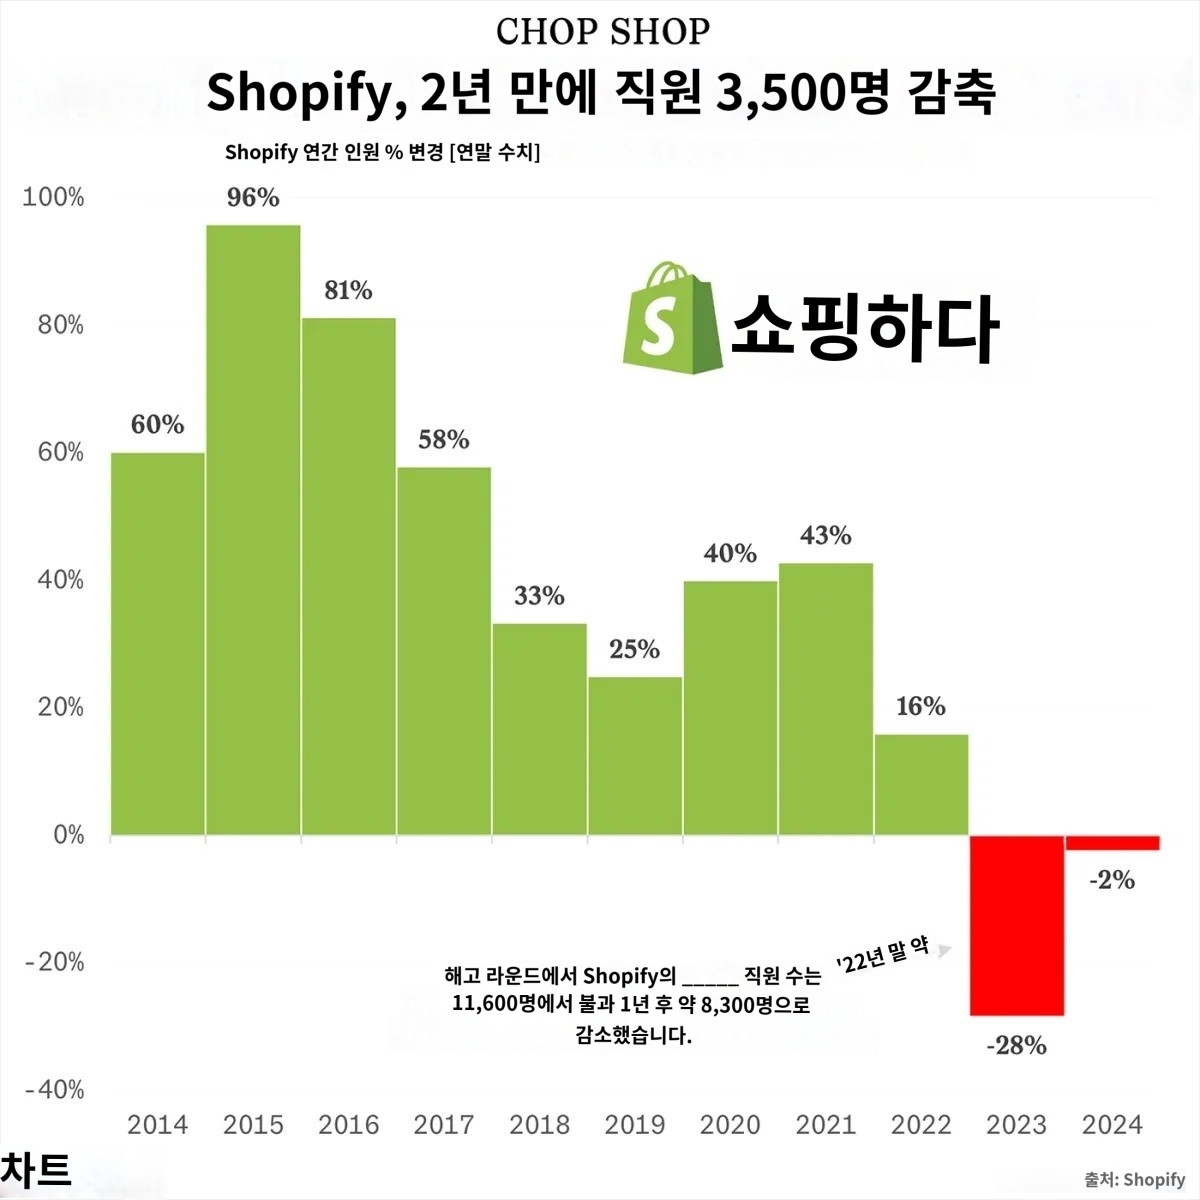 CHOP SHOP
Shopify, 2년 만에 직원 3,500명 감축
Shopify 연간 인원 % 변경 [연말 수치]
100%
80%
60%
40%
20%
0%
-20%
-40%
60%
96%
81%
58%
33%
25%
40%
43%
16%
-28%
-2%
S 쇼핑하다
'22년 말 약
해고 라운드에서 Shopify의 _____ 직원 수는
11,600명에서 불과 1년 후 약 8,300명으로
감소했습니다.
2014 2015 2016 2017 2018 2019 2020 2021 2022 2023 2024
차트
출처: Shopify